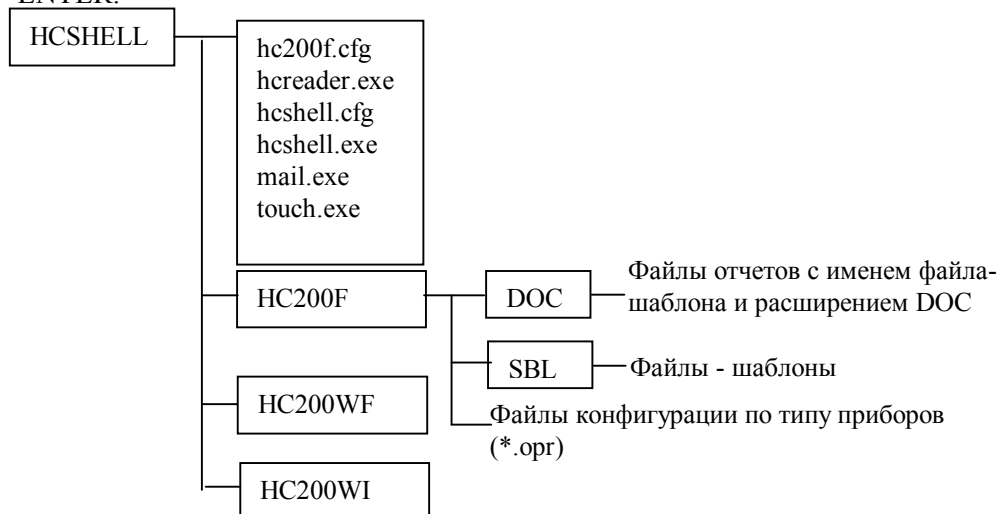 ENTER.
HCSHELL
hc200f.cfg
hcreader.exe
hcshell.cfg
hcshell.exe
mail.exe
touch.exe
HC200F
DOC
Файлы отчетов с именем файла-
шаблона и расширением DOC
SBL
Файлы - шаблоны
Файлы конфигурации по типу приборов
(*.opr)
HC200WF
HC200WI